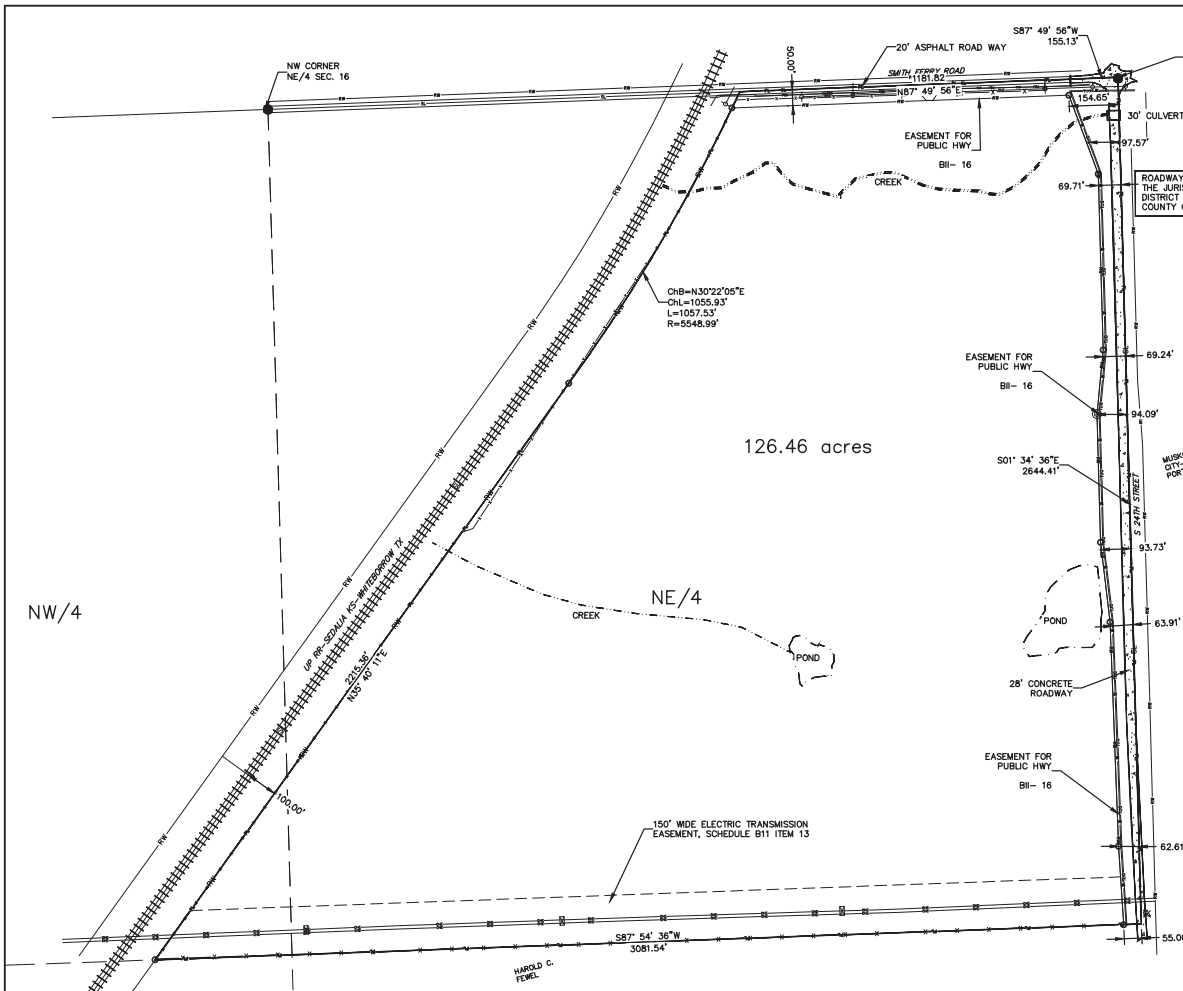 S87° 49' 56"W
155.13'
20' ASPHALT ROAD WAY
50.00'
NW CORNER
NE/4 SEC. 16
SMITH FERRY ROAD
1181.82
N87° 49' 56"E
154.65'
30' CULVERT
EASEMENT FOR
PUBLIC HWY
BII- 16
97.57'
CREEK
69.71'
ROADWAY
THE JURIS
DISTRICT
COUNTY
ChB=N30°22'05"E
ChL=1055.93'
L=1057.53'
R=5548.99'
EASEMENT FOR
PUBLIC HWY
BII- 16
69.24'
94.09'
126.46 acres
S01° 34' 36"E
2644.41'
MUSK
CITY-
PORT
S 24TH STREET
93.73'
UP RR-SEDALIA KS-WHITEBORROW TX
NW/4
NE/4
CREEK
POND
POND
63.91'
2215.36'
N35° 40' 11"E
28' CONCRETE
ROADWAY
EASEMENT FOR
PUBLIC HWY
BII- 16
100.00'
150' WIDE ELECTRIC TRANSMISSION
EASEMENT, SCHEDULE B11 ITEM 13
62.61
S87° 54' 36"W
3081.54'
55.00
HAROLD C.
FEWEL